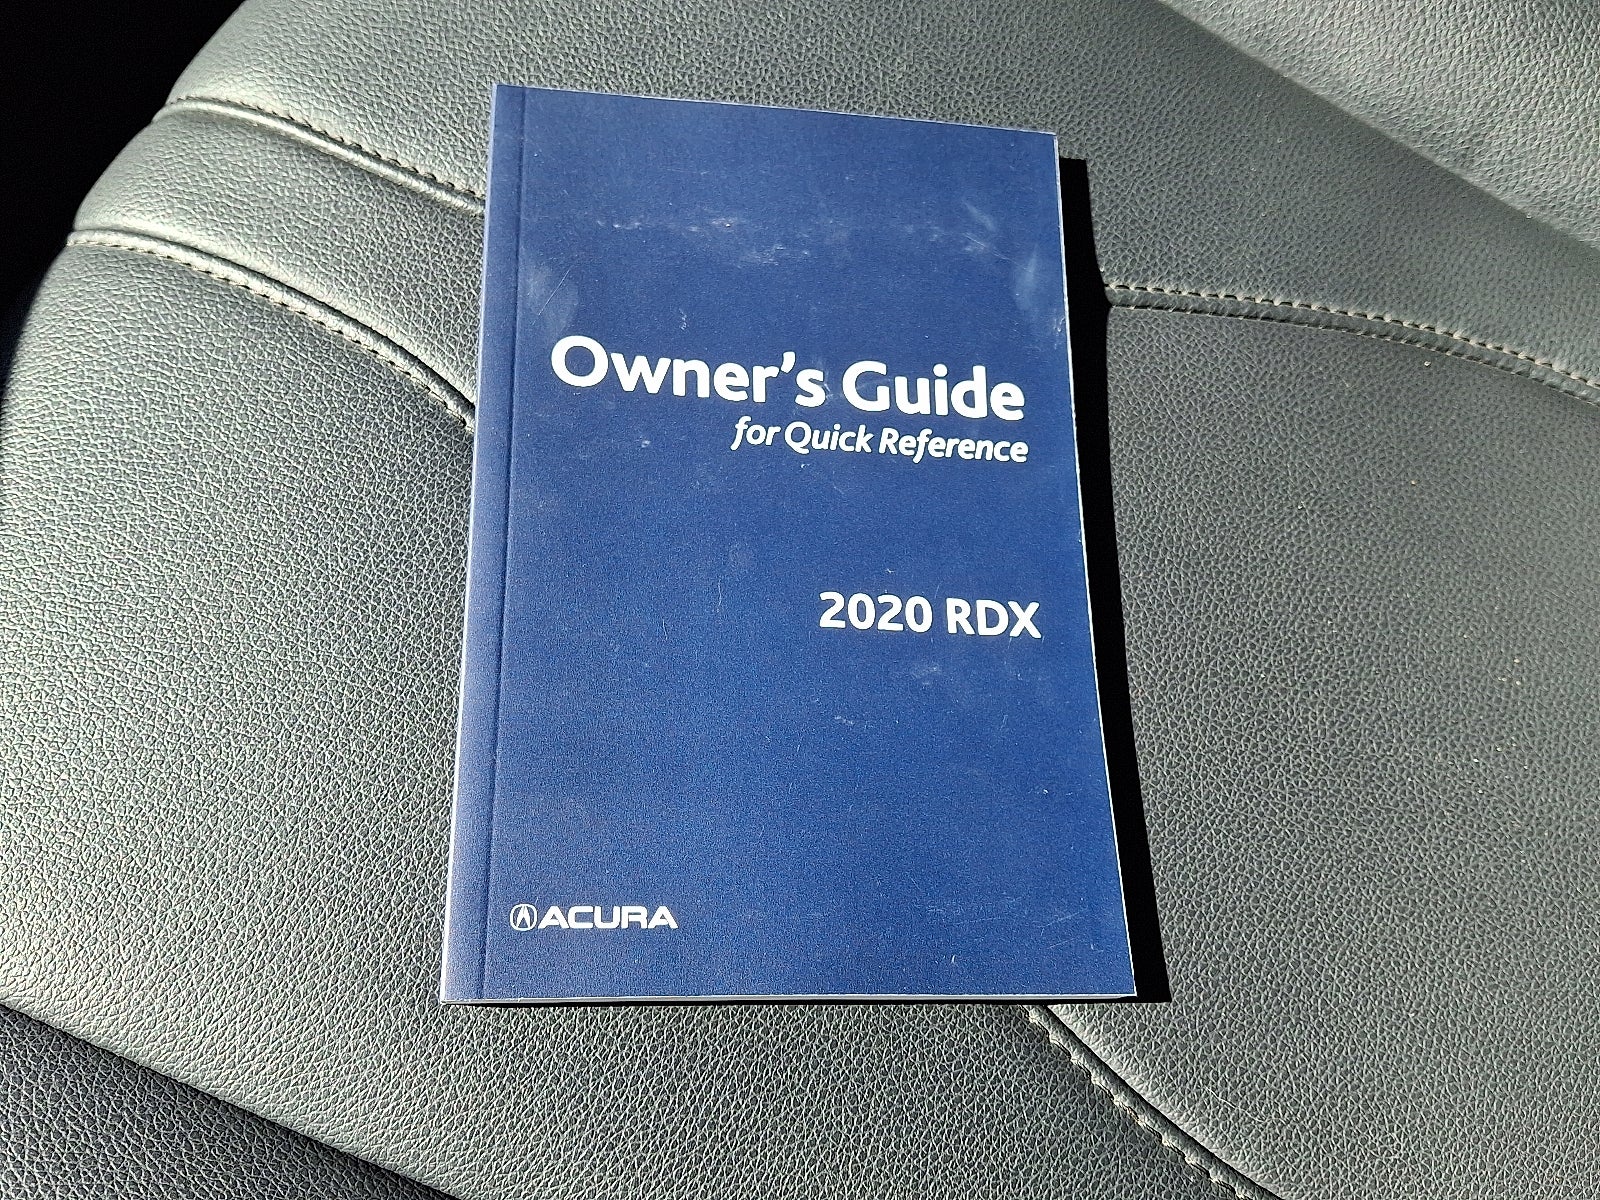 Owner's Guide
for Quick Reference
2020 RDX
ACURA